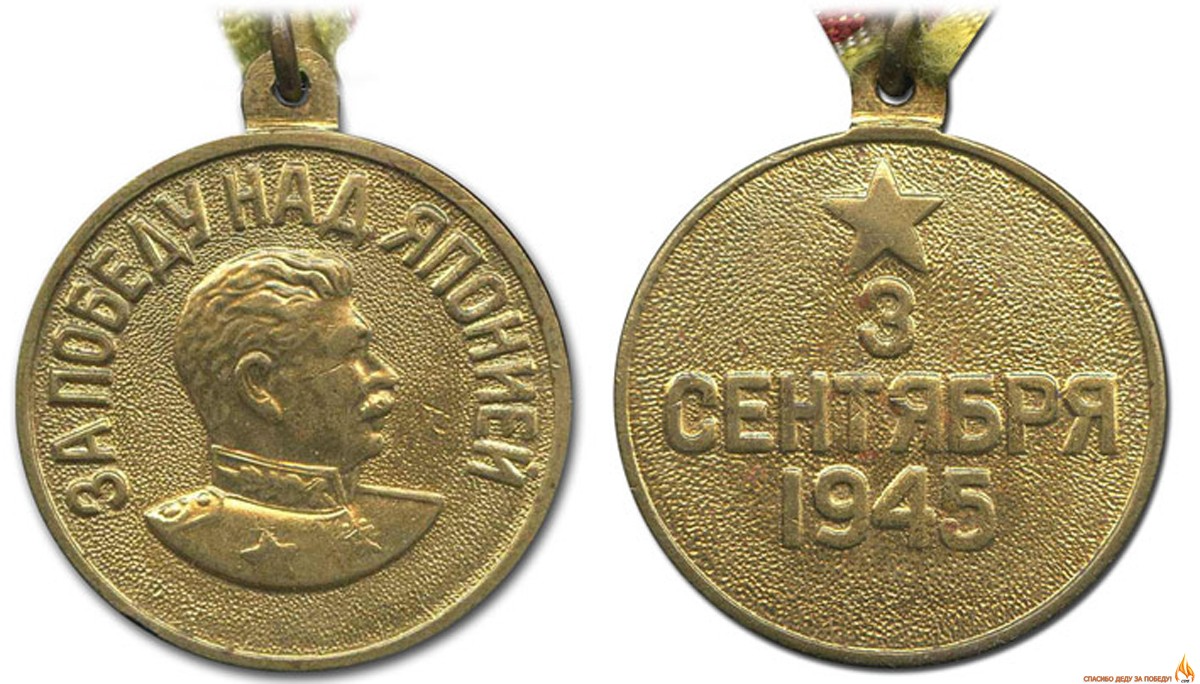 ЗА ПОБЕДУ НАД ЯПОНИЕЙ
3
СЕНТЯБРЯ
1945
СПАСИБО ДЕДУ ЗА ПОБЕДУ!